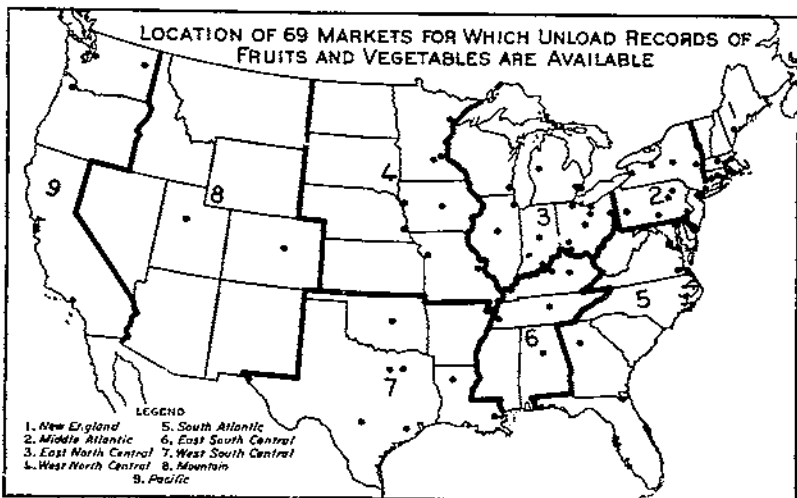 LOCATION OF 69 MARKETS FOR WHICH UNLOAD RECORDS OF
FRUITS AND VEGETABLES ARE AVAILABLE
1
2
3
4
5
6
7
8
9
LEGEND
1. New England 5. South Atlantic
2. Middle Atlantic 6. East South Central
3. East North Central 7. West South Central
4. West North Central 8. Mountain
9. Pacific